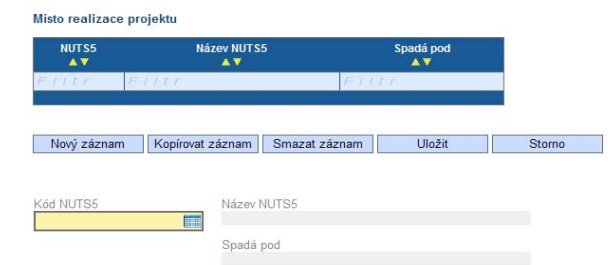 Místo realizace projektu
NUTS5 Název NUTS5 Spadá pod
Filtr Filtr Filtr
Nový záznam Kopírovat záznam Smazat záznam Uložit Storno
Kód NUTS5 Název NUTS5
Spadá pod